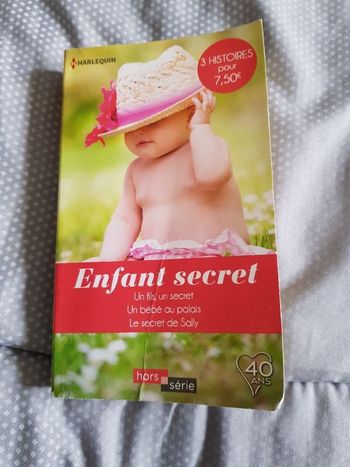 HARLEQUIN
3 HISTOIRES
pour
7,50€
Enfant secret
Un fils, un secret
Un bébé au palais
Le secret de Sally
hors
série
40
ANS